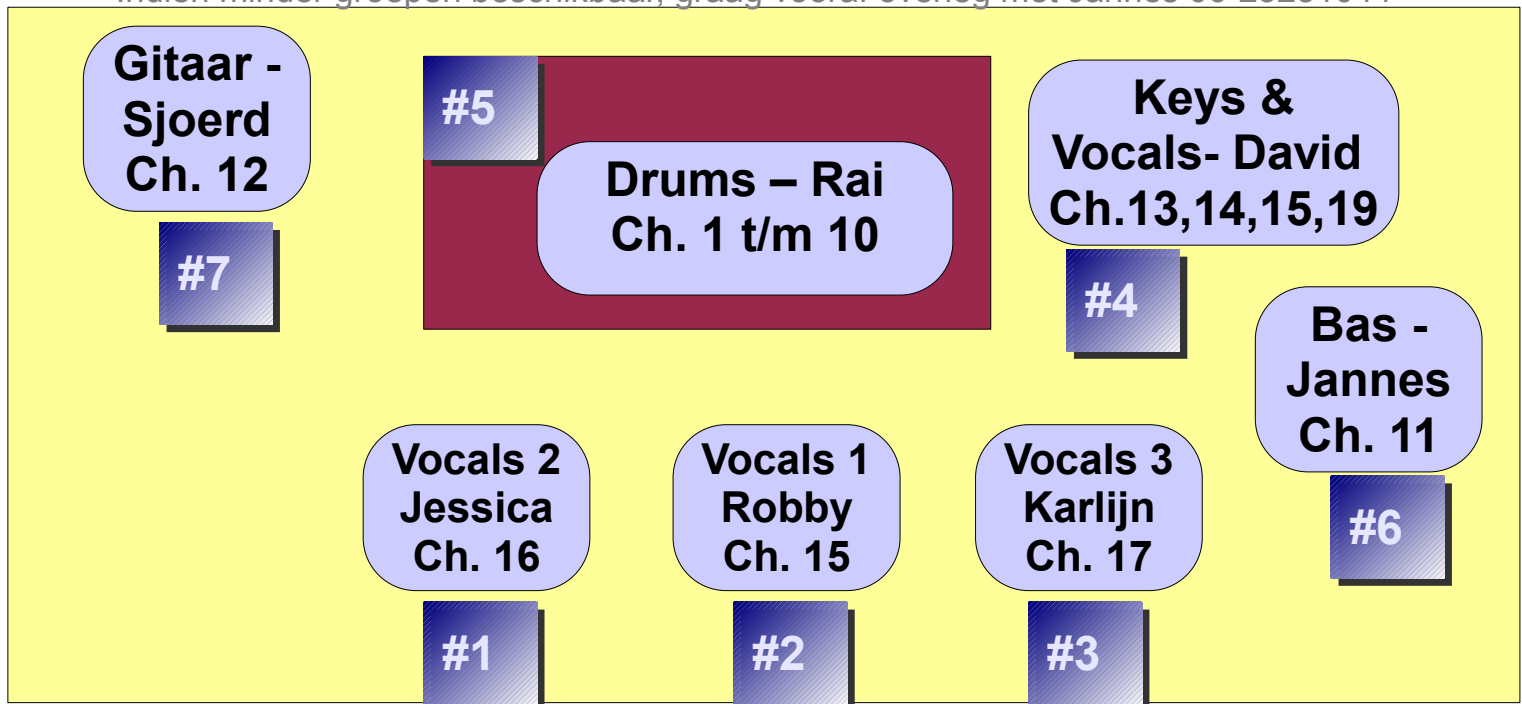 Gitaar -
Sjoerd
Ch. 12
#7
#5
Drums – Rai
Ch. 1 t/m 10
Keys &
Vocals- David
Ch.13,14,15,19
#4
Bas -
Jannes
Ch. 11
#6
Vocals 2
Jessica
Ch. 16
#1
Vocals 1
Robby
Ch. 15
#2
Vocals 3
Karlijn
Ch. 17
#3